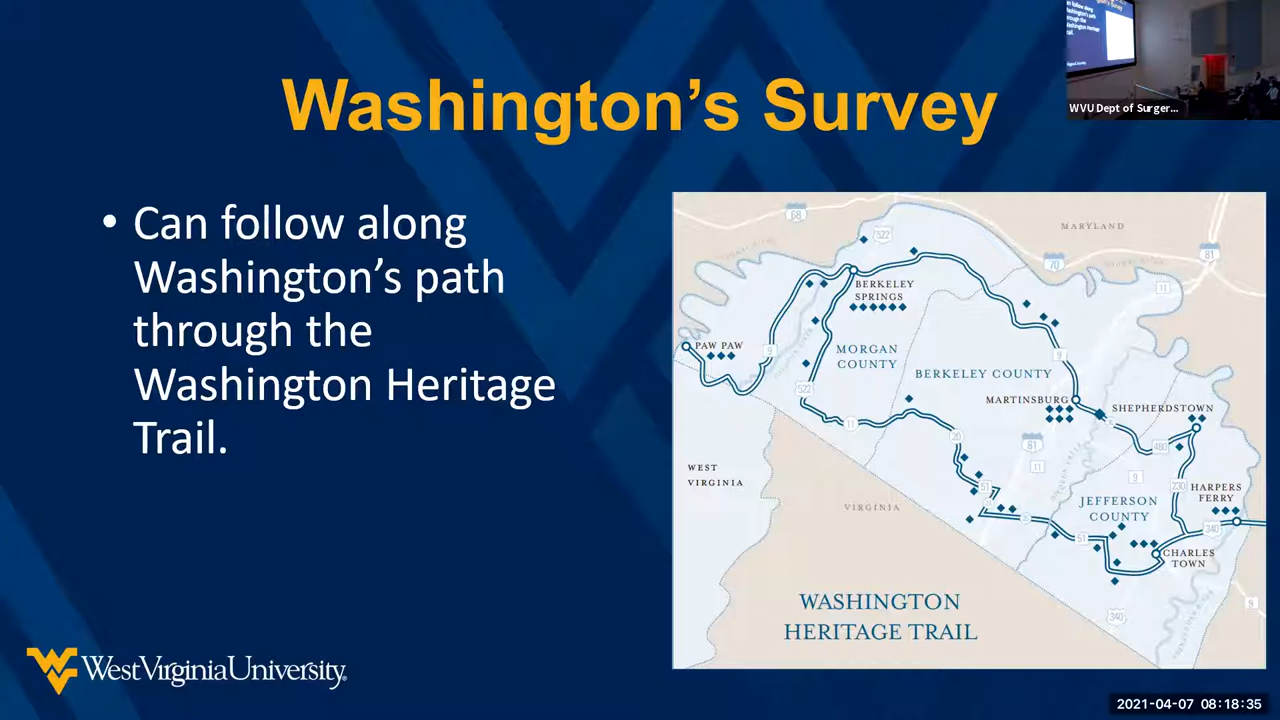 Washington's Survey
WVU Dept of Surger...
• Can follow along
Washington's path
through the
Washington Heritage
Trail.
68
522
MARYLAND
70
81
11
BERKELEY
SPRINGS
PAW PAW
9
MORGAN
COUNTY
BERKELEY COUNTY
9
522
MARTINSBURG
SHEPHERDSTOWN
11
20
81
480
11
9
WEST
VIRGINIA
51
230
HARPERS
FERRY
VIRGINIA
JEFFERSON
COUNTY
340
51
CHARLES
TOWN
WASHINGTON
HERITAGE TRAIL
340
9
WestVirginiaUniversity.
2021-04-07 08:18:35